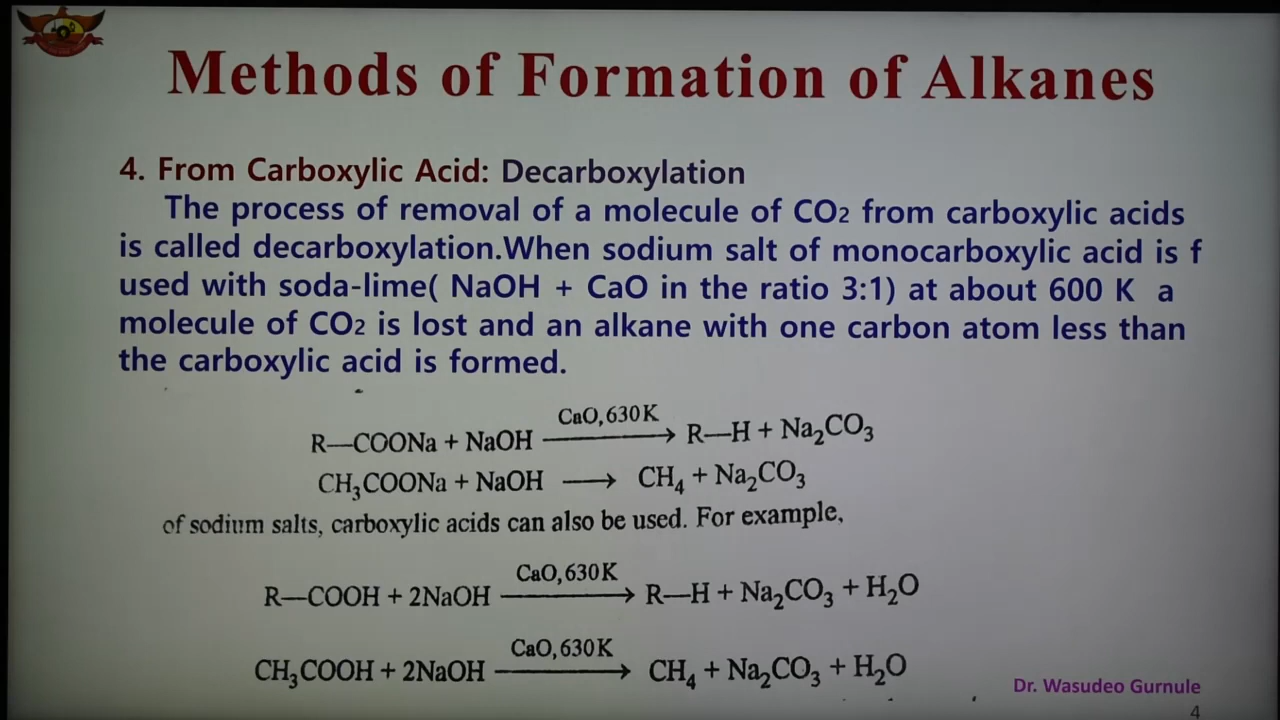 Methods of Formation of Alkanes
4. From Carboxylic Acid: Decarboxylation
The process of removal of a molecule of CO2 from carboxylic acids
is called decarboxylation.When sodium salt of monocarboxylic acid is f
used with soda-lime( NaOH + CaO in the ratio 3:1) at about 600 K a
molecule of CO2 is lost and an alkane with one carbon atom less than
the carboxylic acid is formed.
R—COONa + NaOH CaO, 630 K ⟶ R—H + Na₂CO₃
CH₃COONa + NaOH ⟶ CH₄ + Na₂CO₃
of sodium salts, carboxylic acids can also be used. For example,
R—COOH + 2NaOH CaO, 630 K ⟶ R—H + Na₂CO₃ + H₂O
CH₃COOH + 2NaOH CaO, 630 K ⟶ CH₄ + Na₂CO₃ + H₂O
Dr. Wasudeo Gurnule
4